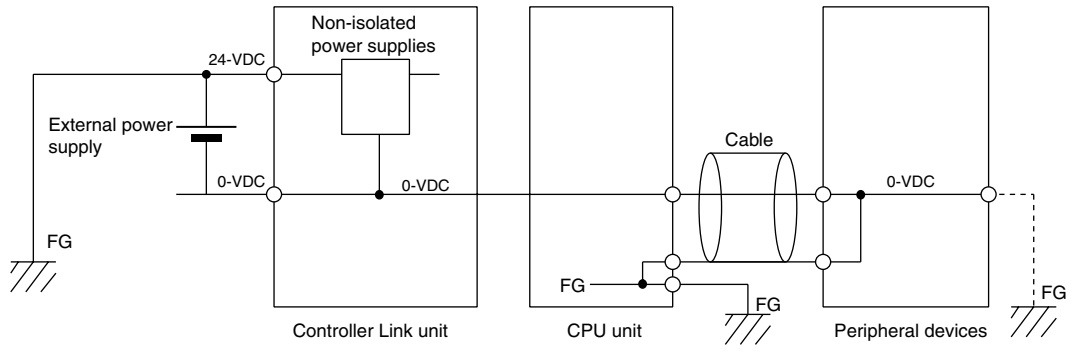 Non-isolated
power supplies
24-VDC
External power
supply
Cable
0-VDC
0-VDC
0-VDC
FG
FG
FG
FG
Controller Link unit
CPU unit
Peripheral devices